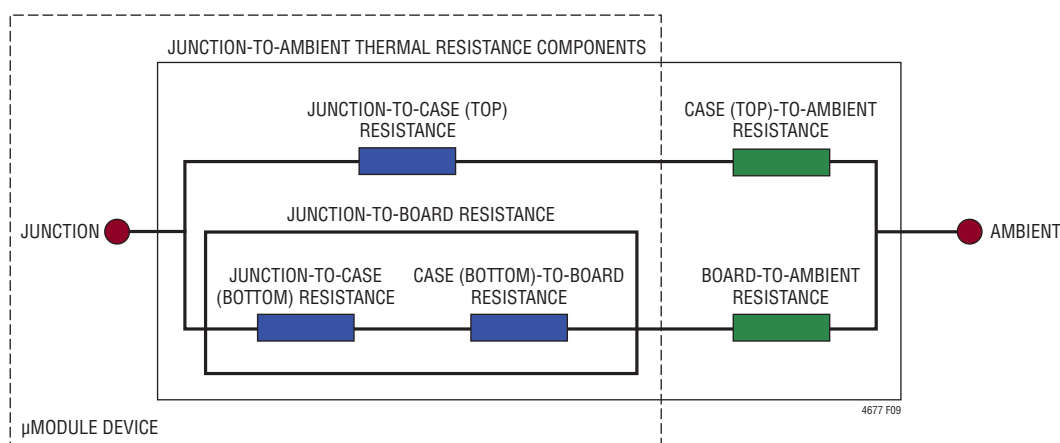 JUNCTION-TO-AMBIENT THERMAL RESISTANCE COMPONENTS
JUNCTION-TO-CASE (TOP)
RESISTANCE
CASE (TOP)-TO-AMBIENT
RESISTANCE
JUNCTION-TO-BOARD RESISTANCE
JUNCTION
AMBIENT
JUNCTION-TO-CASE
(BOTTOM) RESISTANCE
CASE (BOTTOM)-TO-BOARD
RESISTANCE
BOARD-TO-AMBIENT
RESISTANCE
4677 F09
µMODULE DEVICE